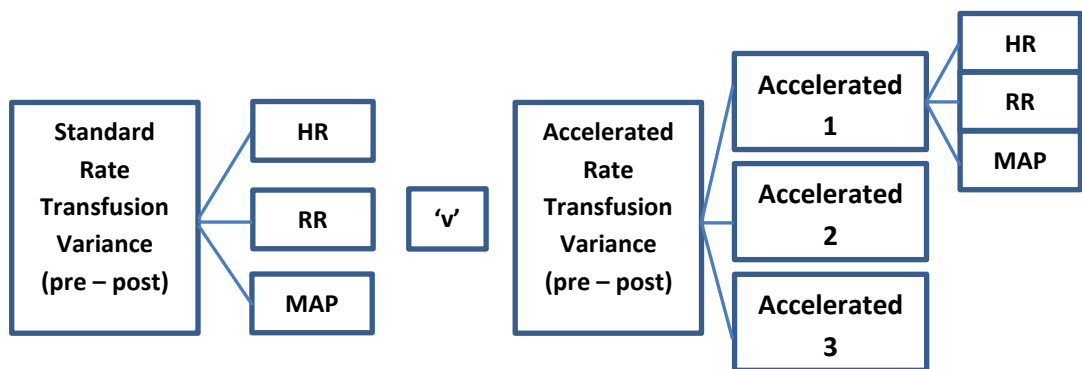 Standard
Rate
Transfusion
Variance
(pre – post)
HR
RR
MAP
‘v’
Accelerated
Rate
Transfusion
Variance
(pre – post)
Accelerated
1
Accelerated
2
Accelerated
3
HR
RR
MAP